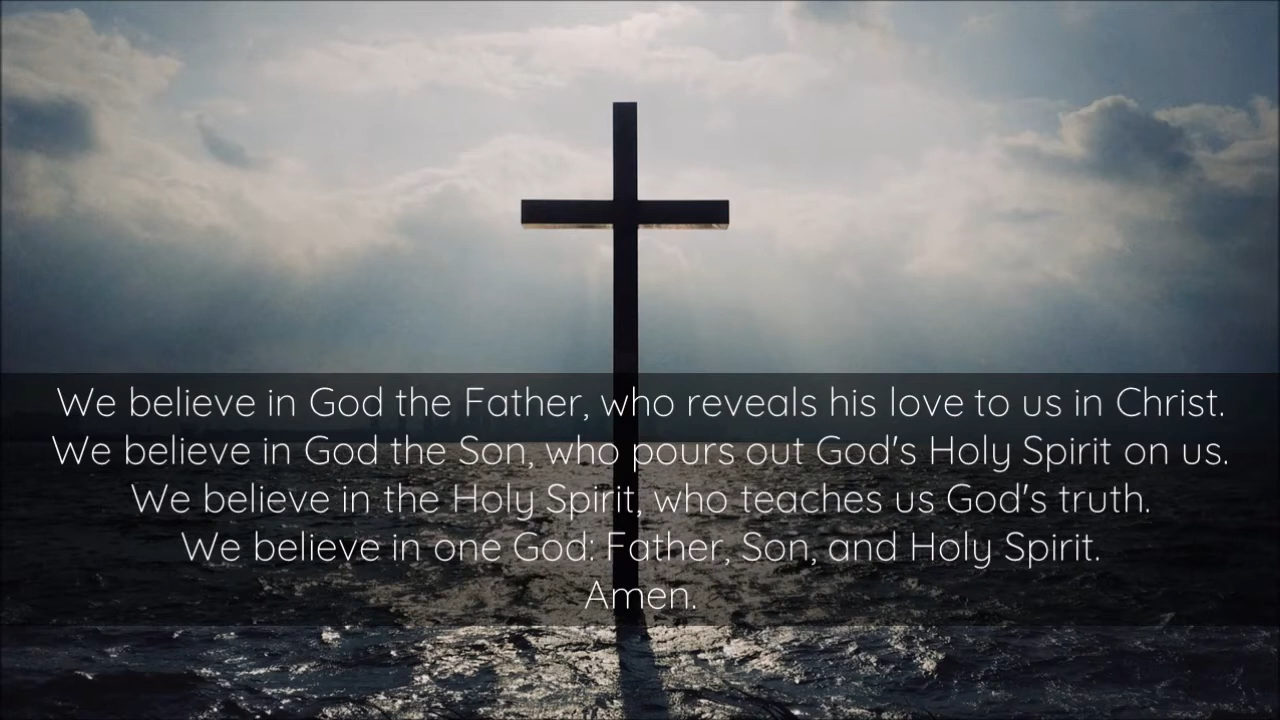 We believe in God the Father, who reveals his love to us in Christ.
We believe in God the Son, who pours out God's Holy Spirit on us.
We believe in the Holy Spirit, who teaches us God's truth.
We believe in one God: Father, Son, and Holy Spirit.
Amen.